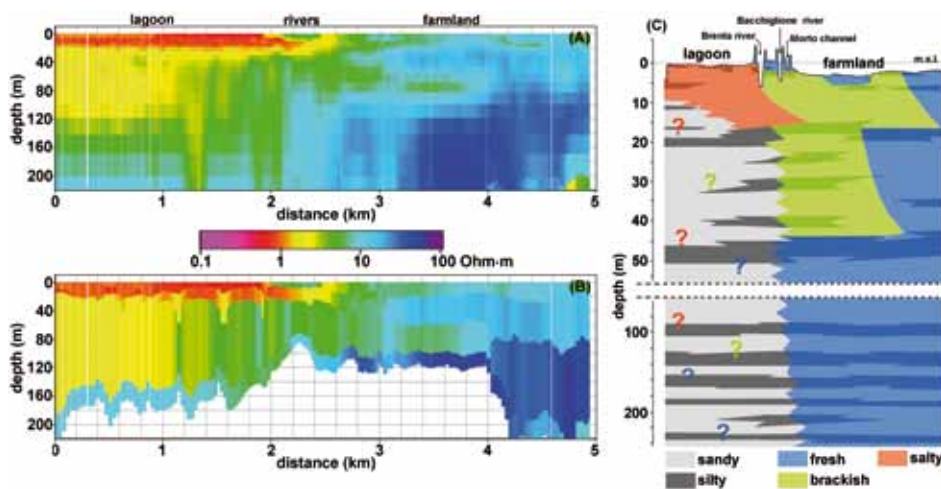 lagoon rivers farmland
(A)
0
40
80
120
160
200
depth (m)
0 1 2 3 4 5
distance (km)
0.1 1 10 100 Ohm·m
(B)
0
40
80
120
160
200
depth (m)
0 1 2 3 4 5
distance (km)
(C)
Bacchiglione river
Brenta river Morto channel
lagoon farmland m.s.l.
0
10
20
30
40
50
100
200
depth (m)
?
?
?
?
?
?
?
?
sandy fresh salty
silty brackish